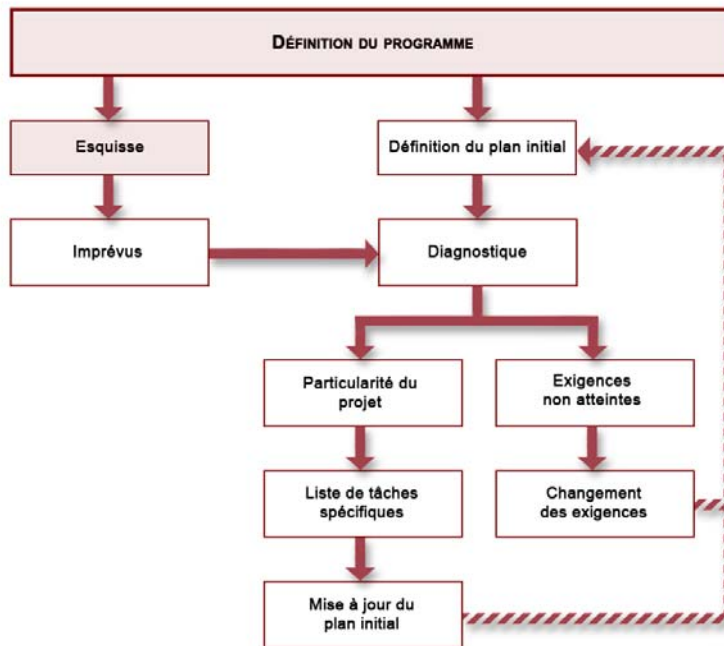 DÉFINITION DU PROGRAMME
Esquisse
Définition du plan initial
Imprévus
Diagnostique
Particularité du
projet
Exigences
non atteintes
Liste de tâches
spécifiques
Changement
des exigences
Mise à jour du
plan initial